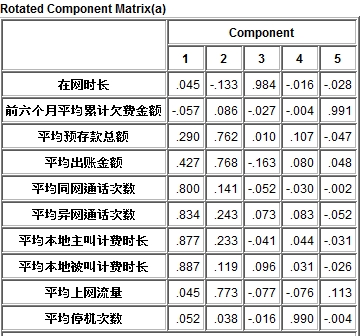 Rotated Component Matrix(a)
Component
1 2 3 4 5
在网时长 .045 -.133 .984 -.016 -.028
前六个月平均累计欠费金额 -.057 .086 -.027 -.004 .991
平均预存款总额 .290 .762 .010 .107 -.047
平均出账金额 .427 .768 -.163 .080 .048
平均同网通话次数 .800 .141 -.052 -.030 -.002
平均异网通话次数 .834 .243 .073 .083 -.052
平均本地主叫计费时长 .877 .233 -.041 .044 -.031
平均本地被叫计费时长 .887 .119 .096 .031 -.026
平均上网流量 .045 .773 -.077 -.076 .113
平均停机次数 .052 .038 -.016 .990 -.004